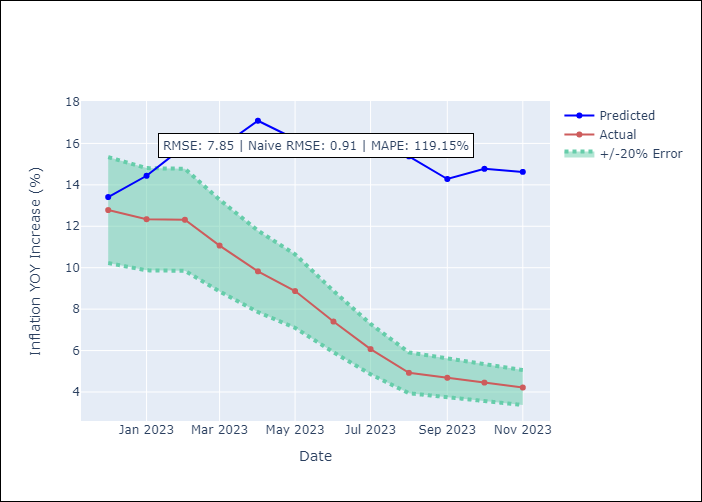 RMSE: 7.85 | Naive RMSE: 0.91 | MAPE: 119.15%
Predicted
Actual
+/-20% Error
18
16
14
12
10
8
6
4
Inflation YOY Increase (%)
Jan 2023
Mar 2023
May 2023
Jul 2023
Sep 2023
Nov 2023
Date